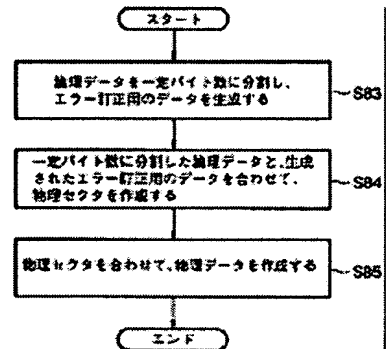 スタート
論理データを一定バイト数に分割し、
エラー訂正用のデータを生成する
S83
一定バイト数に分割した論理データと、生成
されたエラー訂正用のデータを合わせて、
物理セクタを作成する
S84
物理セクタを合わせて、物理データを作成する
S85
エンド